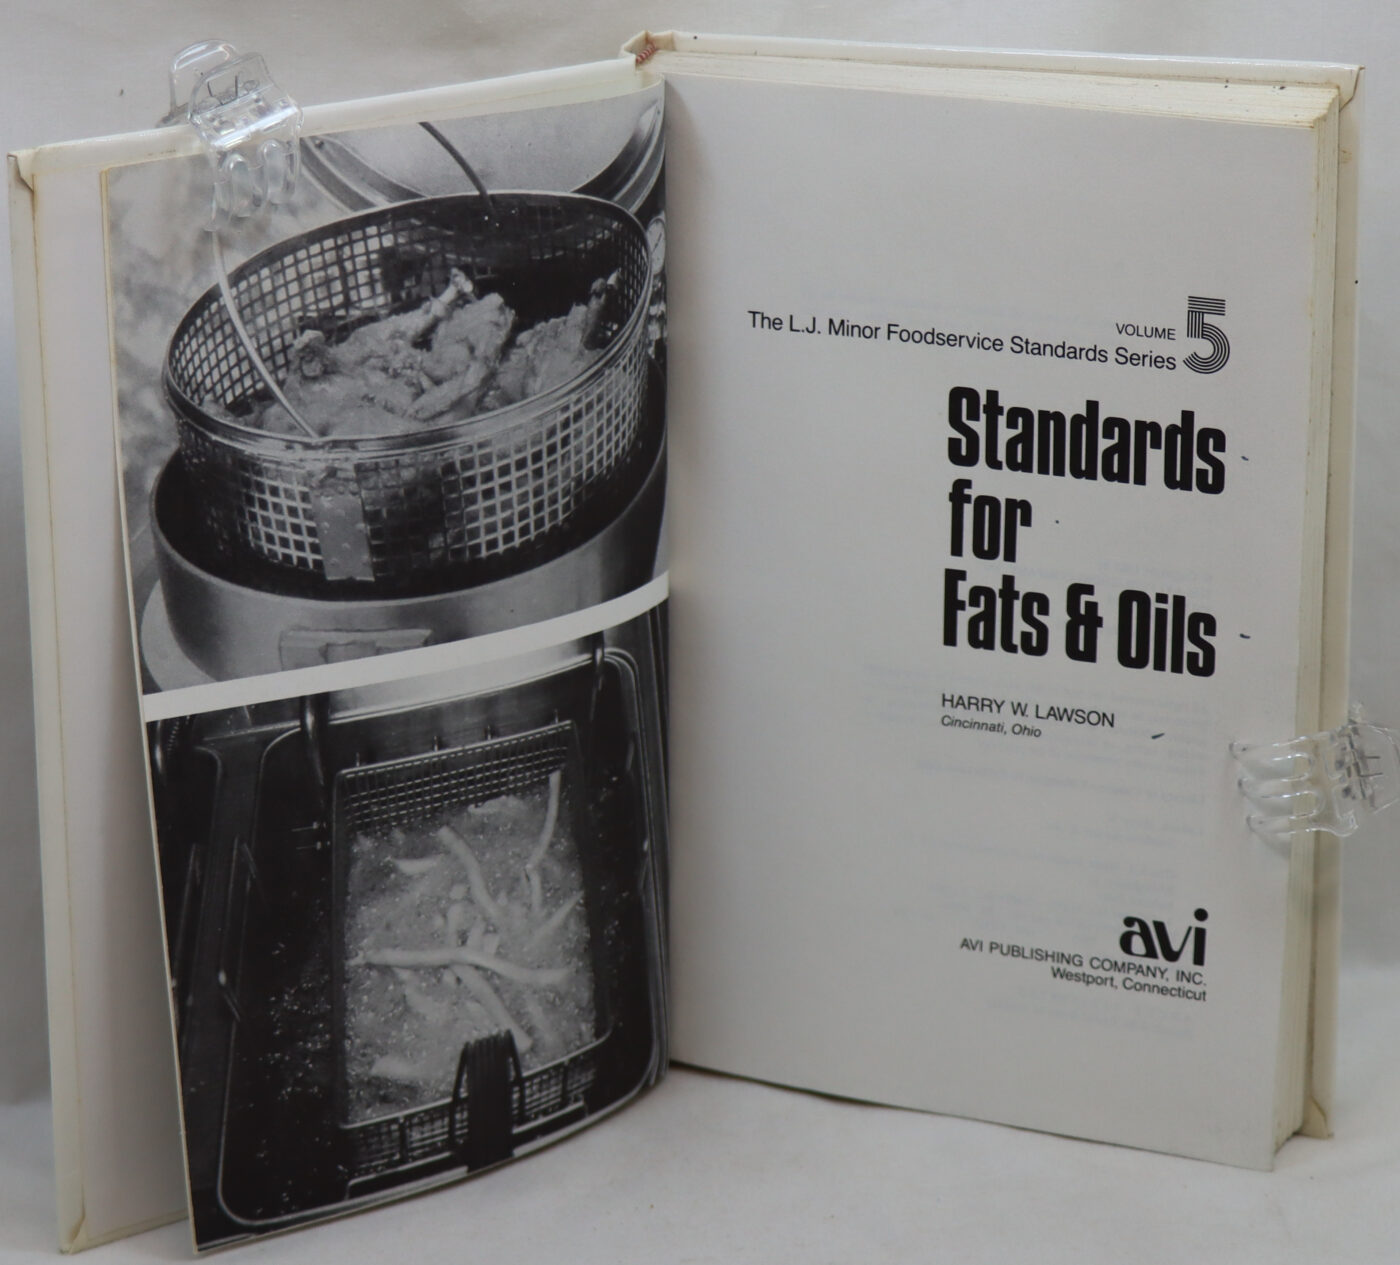 VOLUME 5
The L.J. Minor Foodservice Standards Series
Standards
for
Fats & Oils
HARRY W. LAWSON
Cincinnati, Ohio
avi
AVI PUBLISHING COMPANY, INC.
Westport, Connecticut